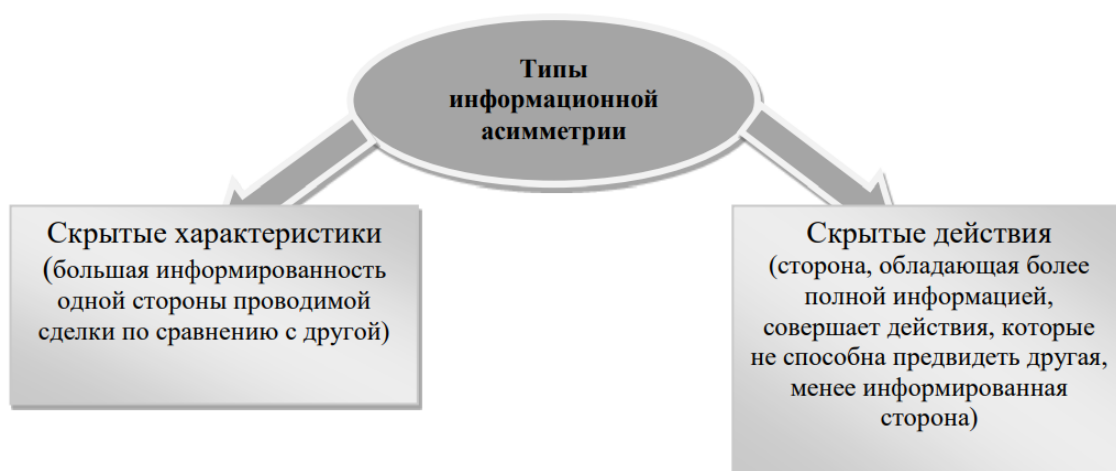 Типы
информационной
асимметрии
Скрытые характеристики
(большая информированность
одной стороны проводимой
сделки по сравнению с другой)
Скрытые действия
(сторона, обладающая более
полной информацией,
совершает действия, которые
не способна предвидеть другая,
менее информированная
сторона)